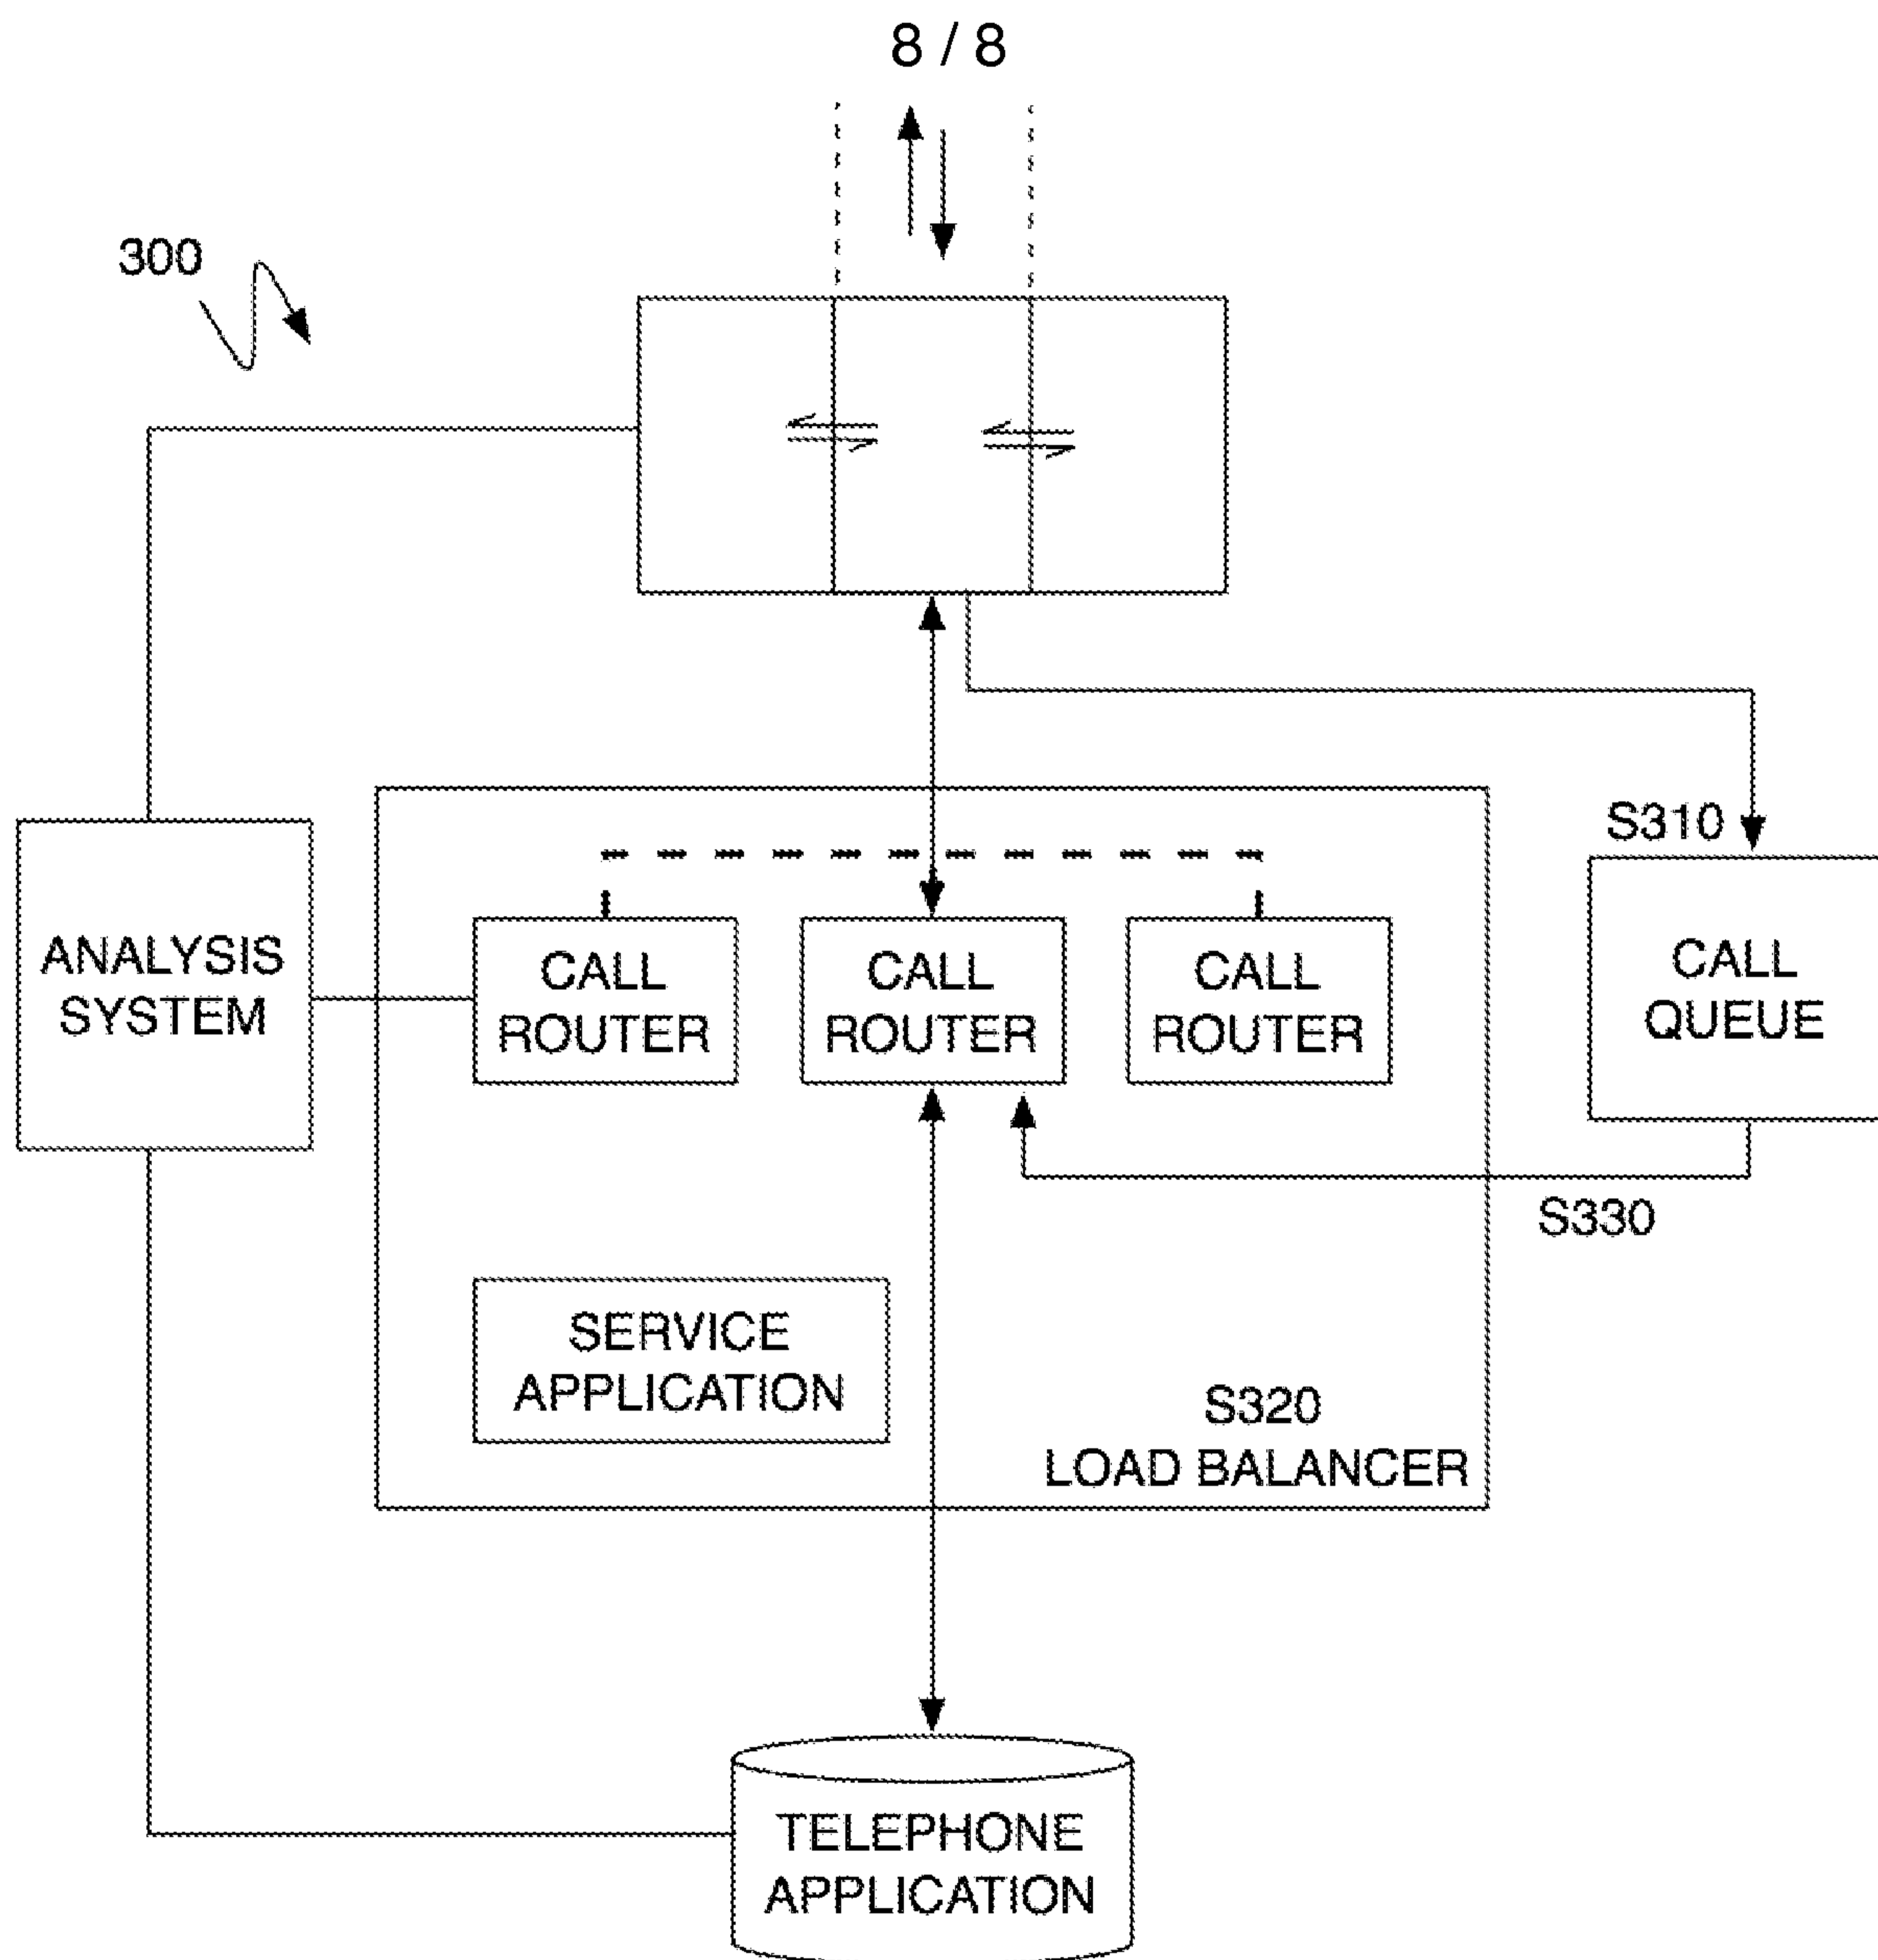 8 / 8
300
S310
ANALYSIS
SYSTEM
CALL
ROUTER
CALL
ROUTER
CALL
ROUTER
CALL
QUEUE
S330
SERVICE
APPLICATION
S320
LOAD BALANCER
TELEPHONE
APPLICATION